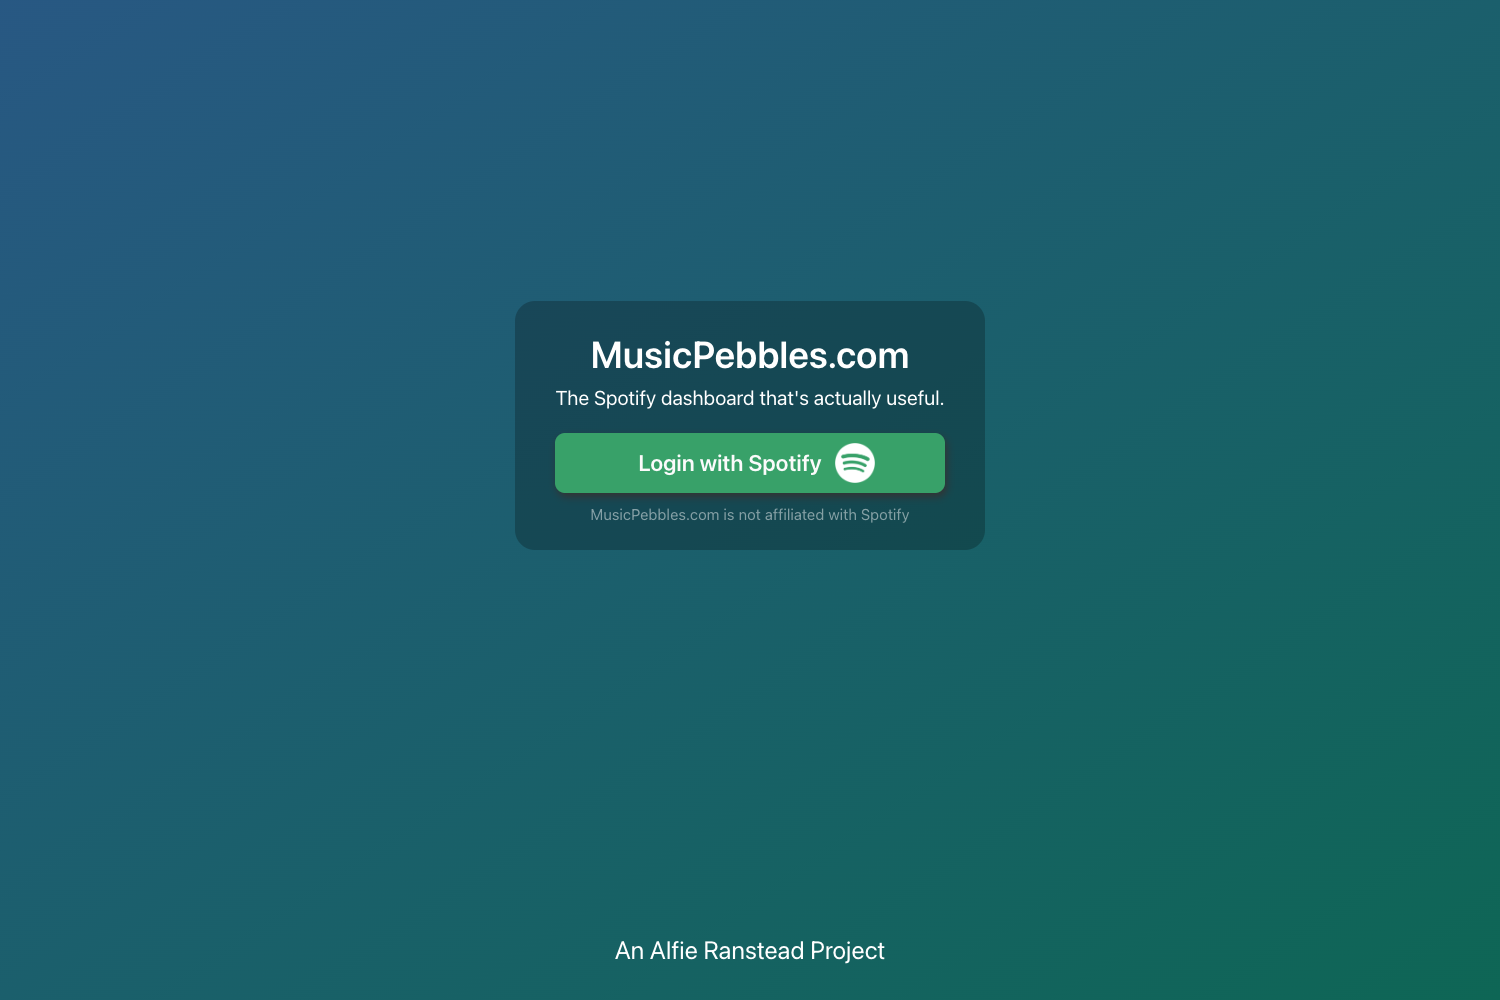 MusicPebbles.com
The Spotify dashboard that's actually useful.
Login with Spotify
MusicPebbles.com is not affiliated with Spotify
An Alfie Ranstead Project